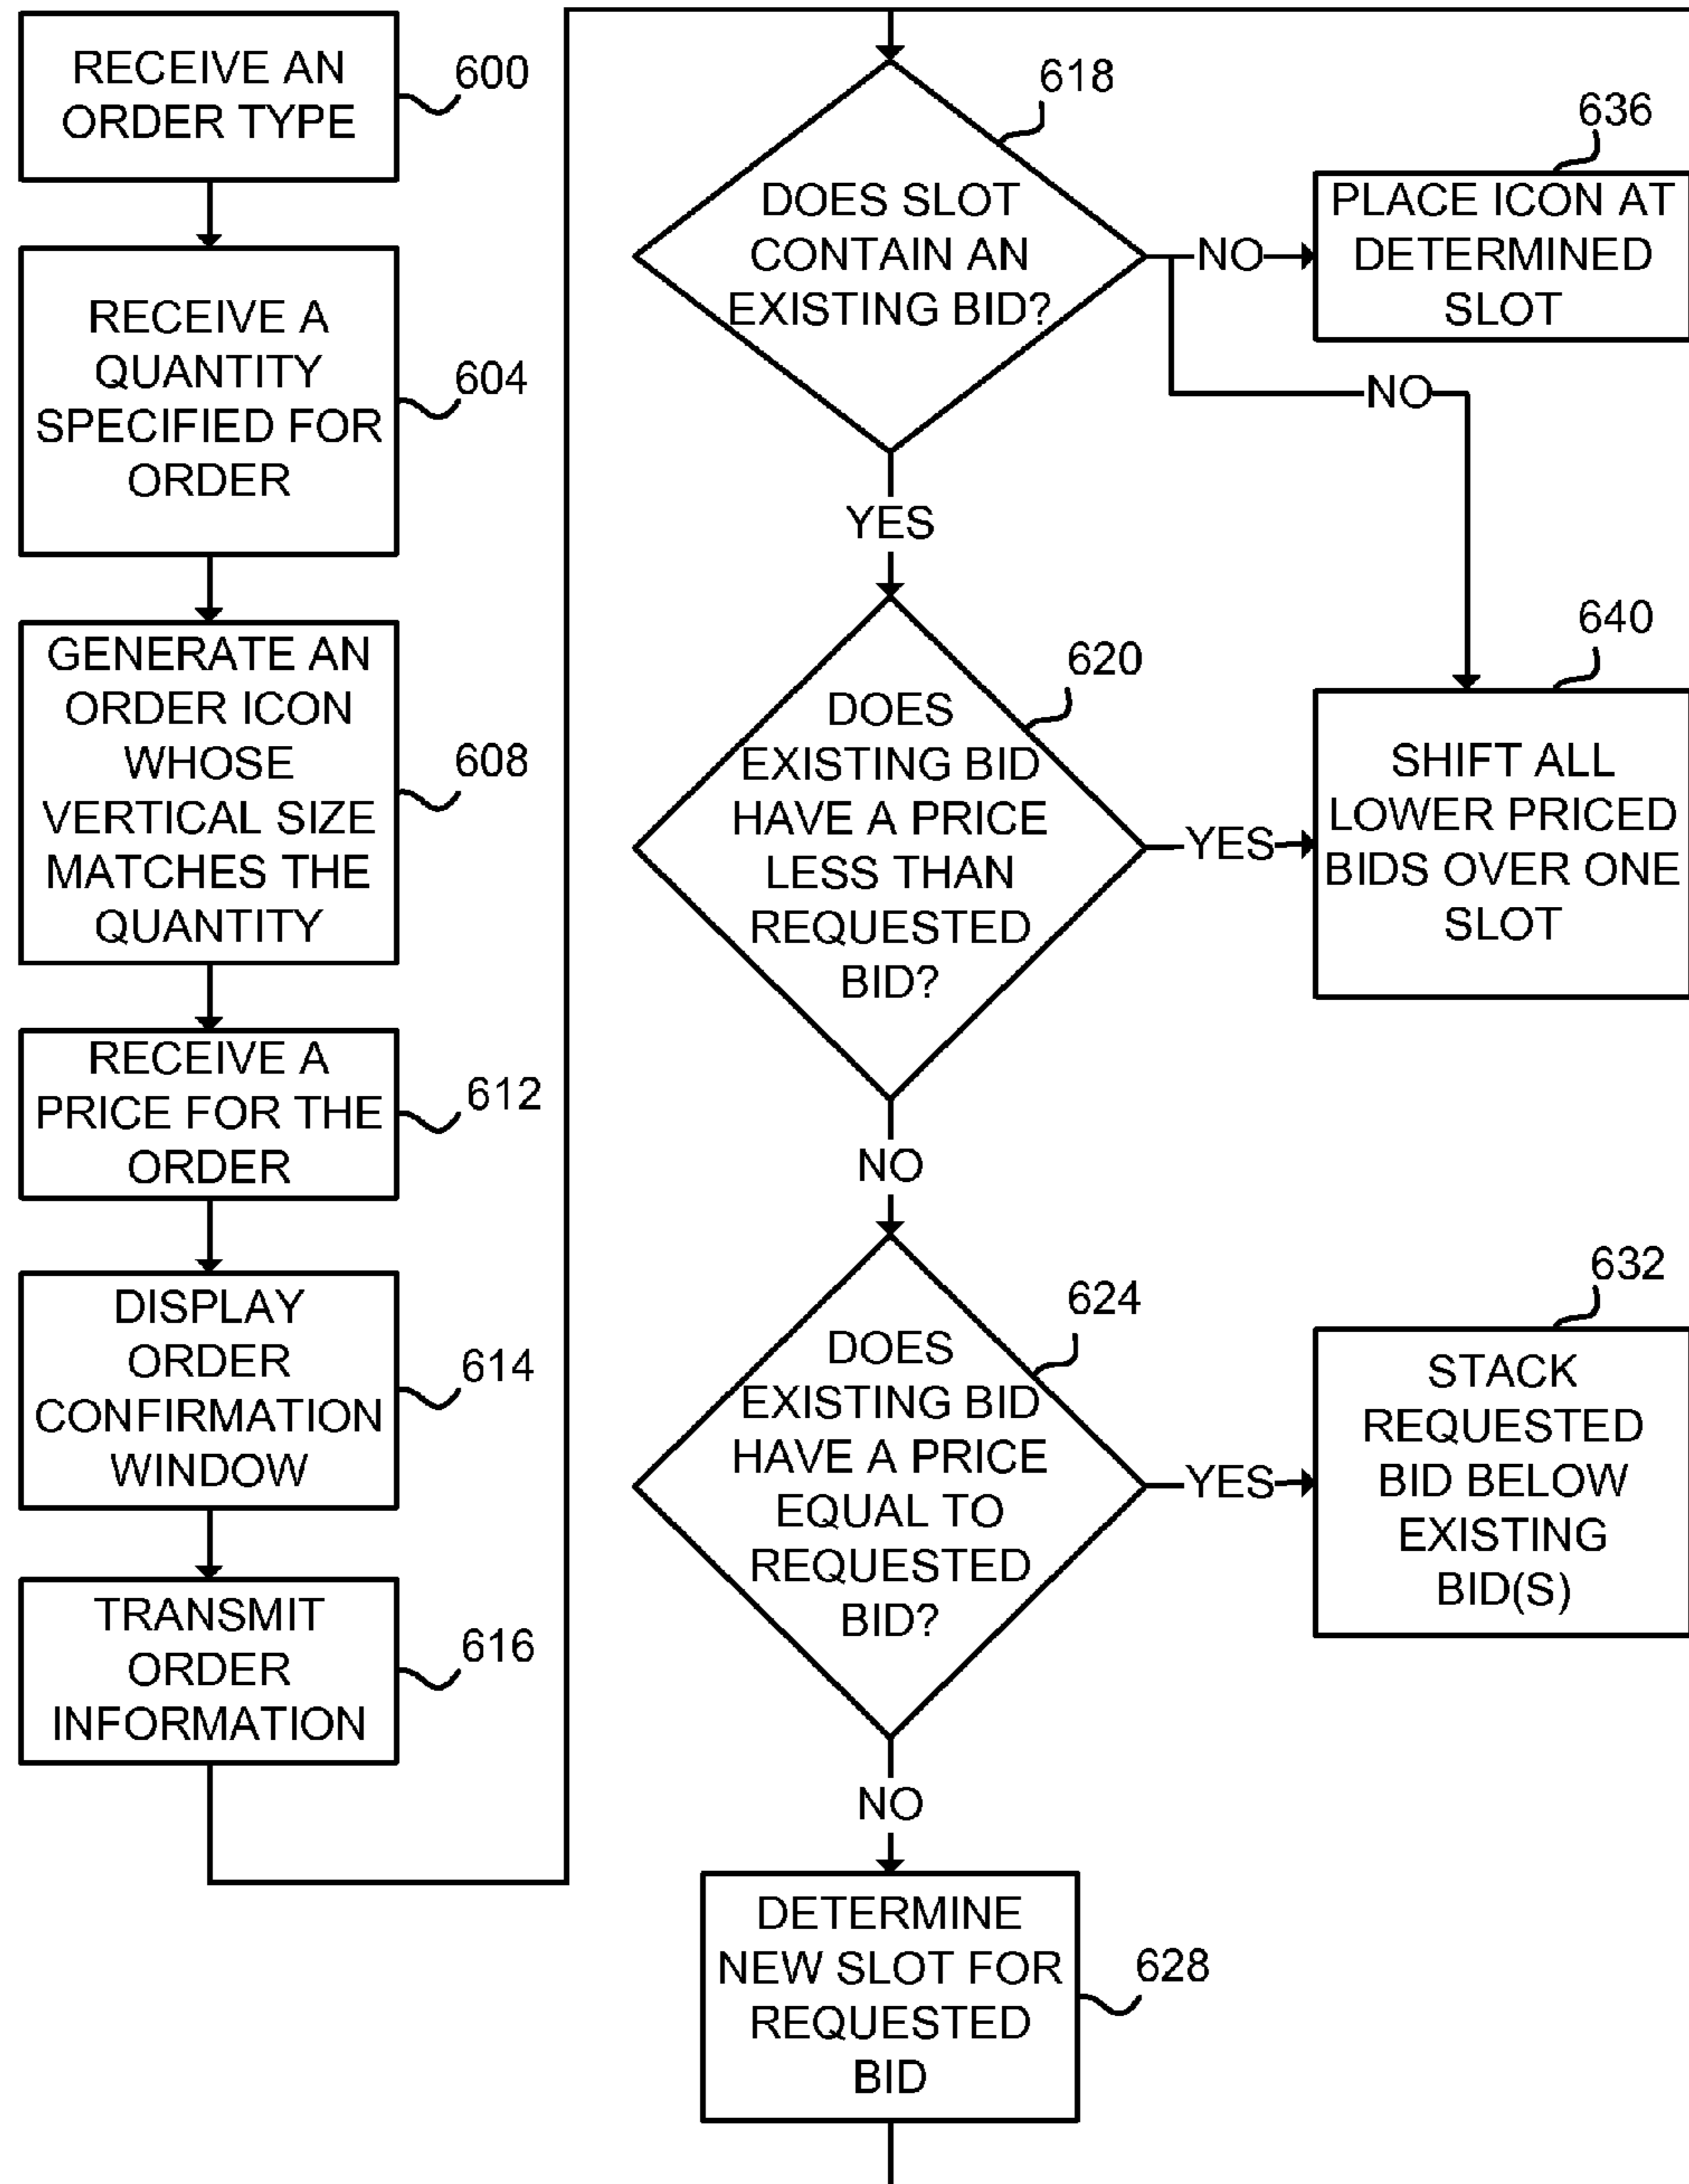 RECEIVE AN
ORDER TYPE
600
RECEIVE A
QUANTITY
SPECIFIED FOR
ORDER
604
GENERATE AN
ORDER ICON
WHOSE
VERTICAL SIZE
MATCHES THE
QUANTITY
608
RECEIVE A
PRICE FOR THE
ORDER
612
DISPLAY
ORDER
CONFIRMATION
WINDOW
614
TRANSMIT
ORDER
INFORMATION
616
DOES SLOT
CONTAIN AN
EXISTING BID?
618
NO
PLACE ICON AT
DETERMINED
SLOT
636
NO
YES
DOES
EXISTING BID
HAVE A PRICE
LESS THAN
REQUESTED
BID?
620
YES
SHIFT ALL
LOWER PRICED
BIDS OVER ONE
SLOT
640
NO
DOES
EXISTING BID
HAVE A PRICE
EQUAL TO
REQUESTED
BID?
624
YES
STACK
REQUESTED
BID BELOW
EXISTING
BID(S)
632
NO
DETERMINE
NEW SLOT FOR
REQUESTED
BID
628